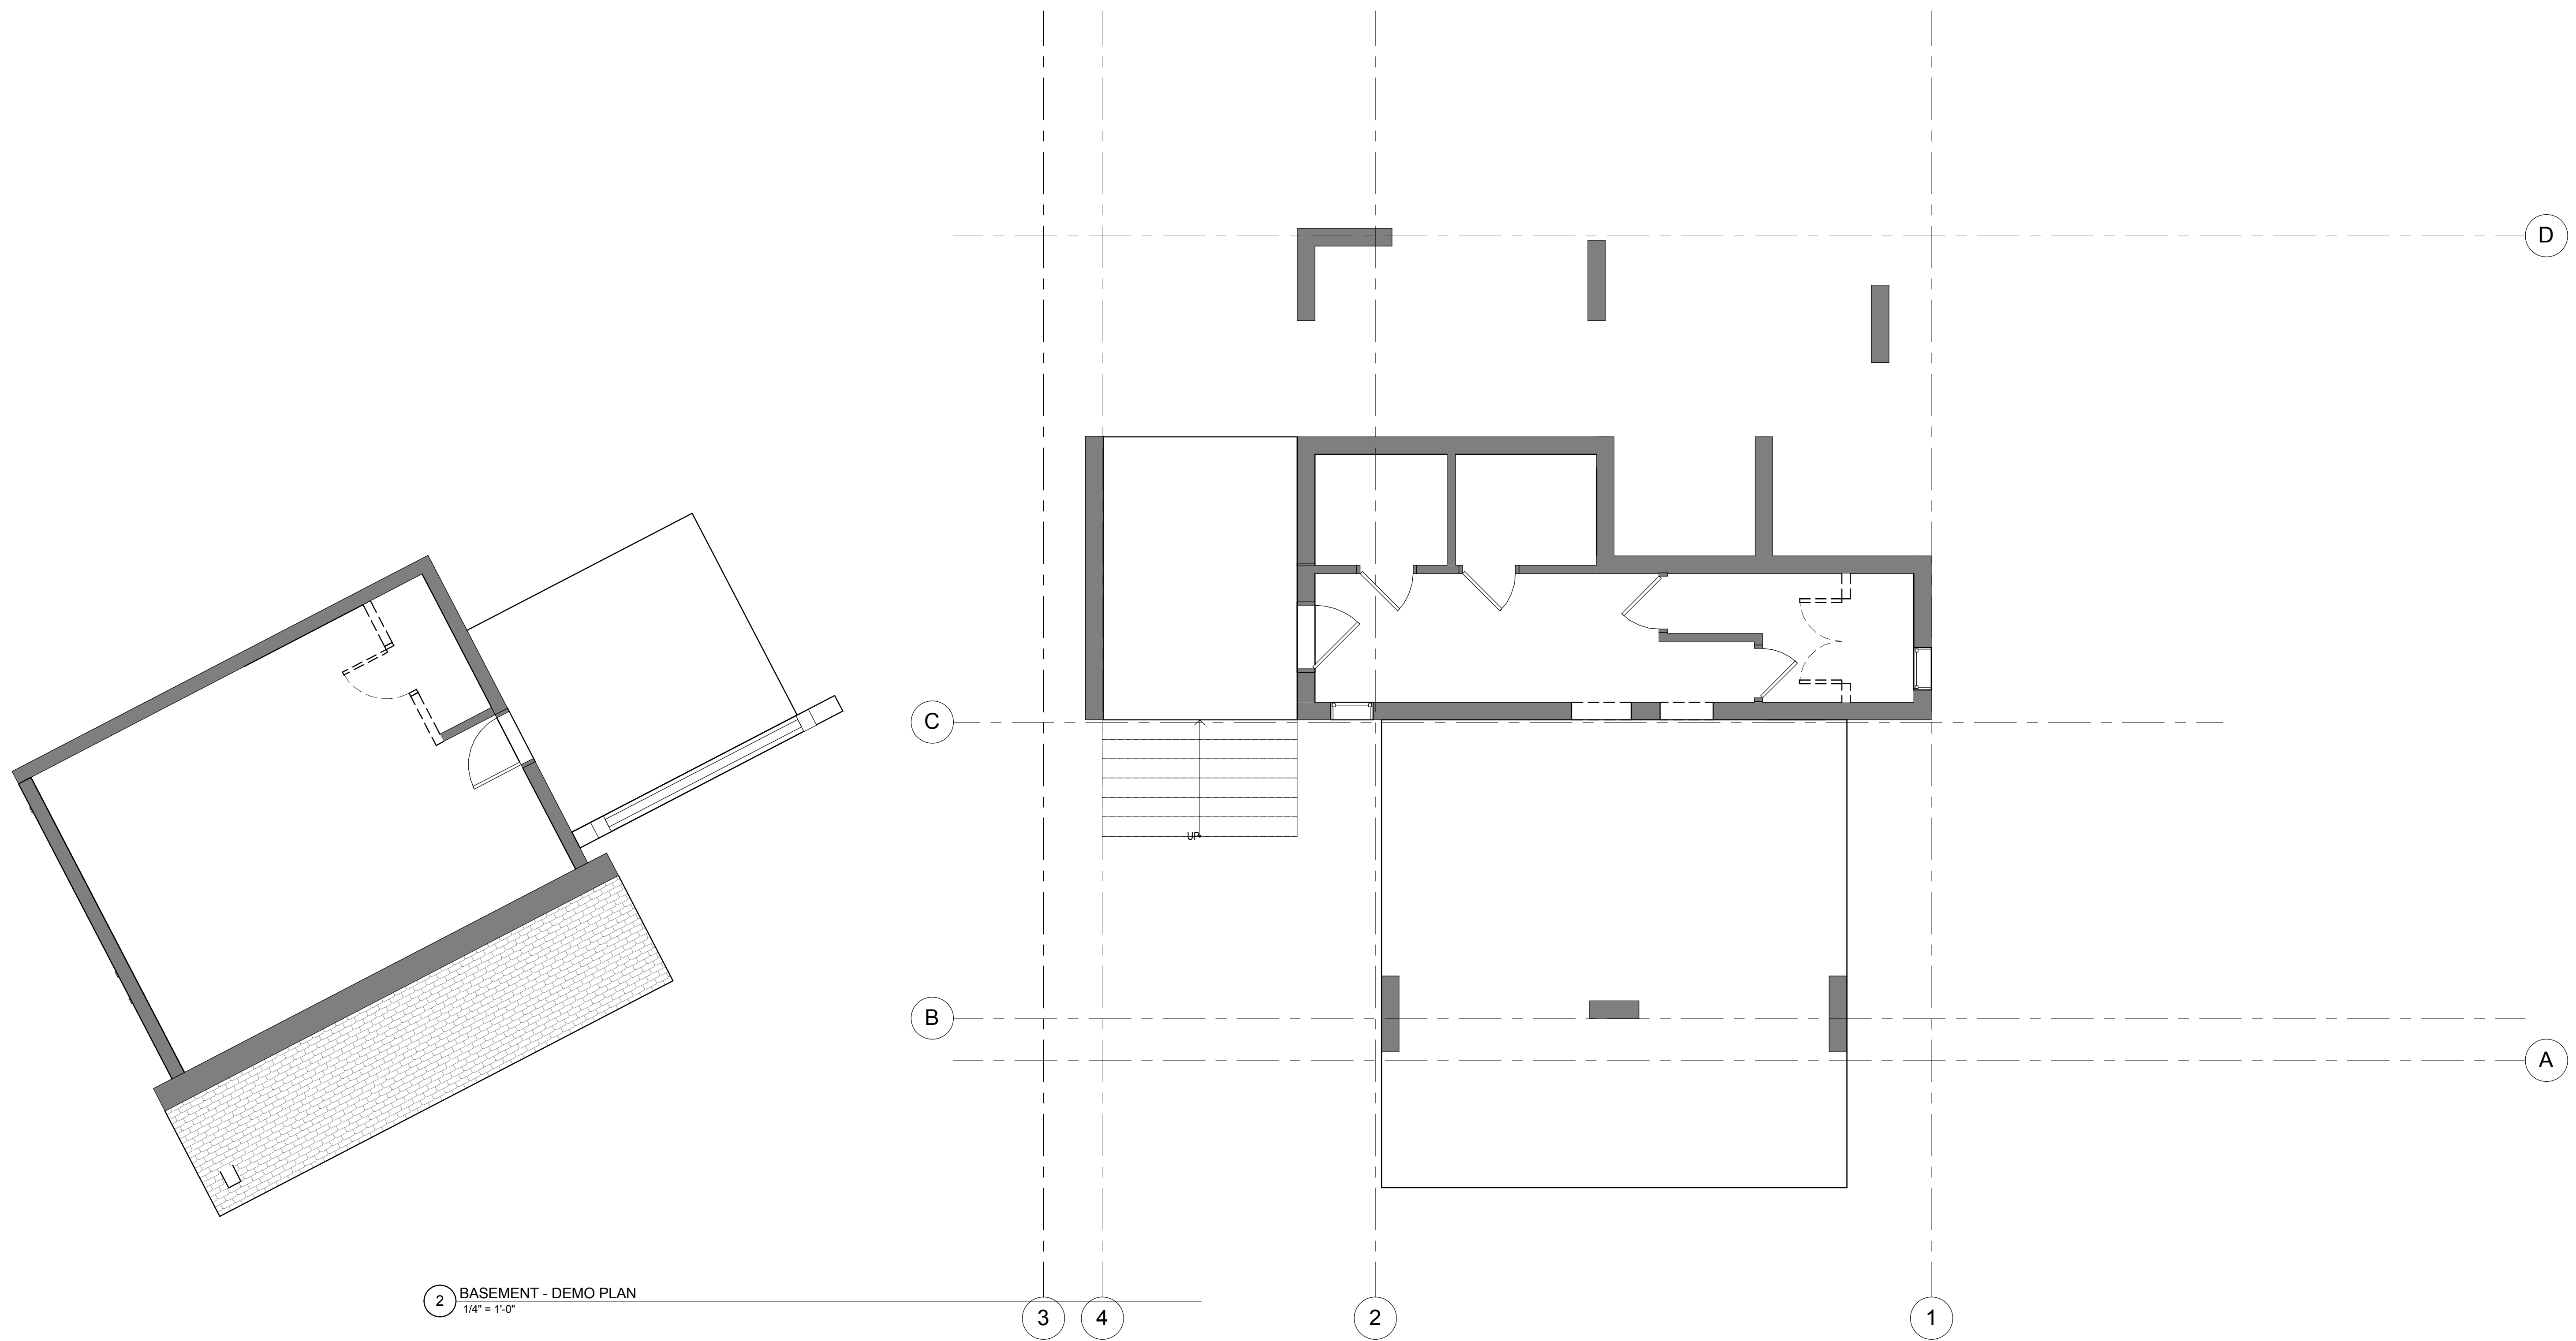 D
C
UP
B
A
2
BASEMENT - DEMO PLAN
1/4" = 1'-0"
3
4
2
1